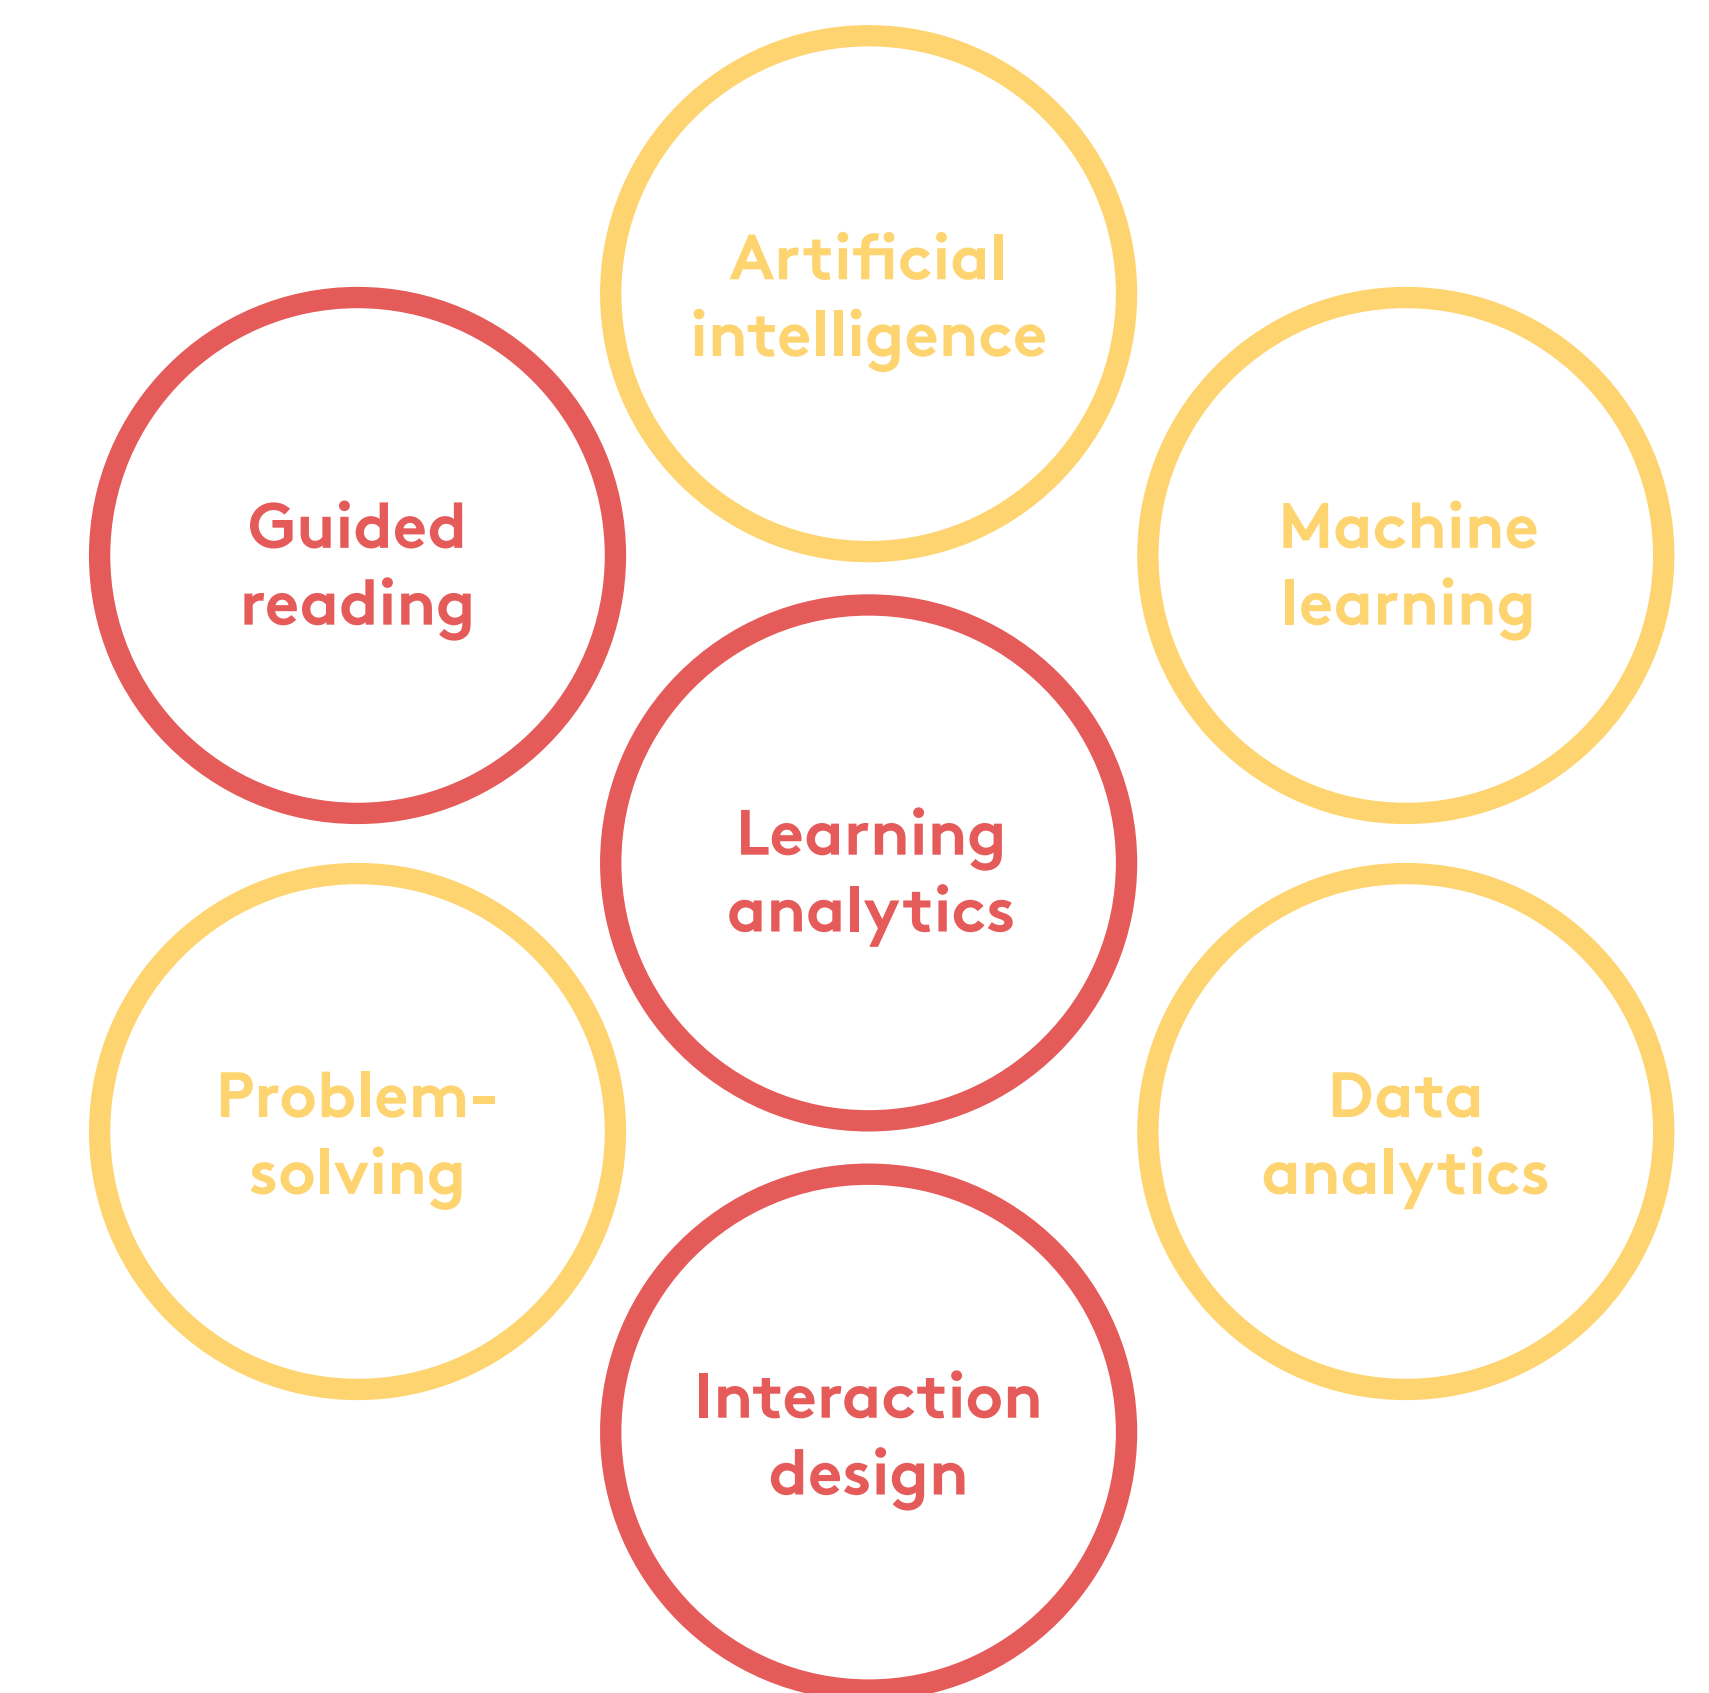 Artificial
intelligence
Guided
reading
Machine
learning
Learning
analytics
Problem-
solving
Data
analytics
Interaction
design